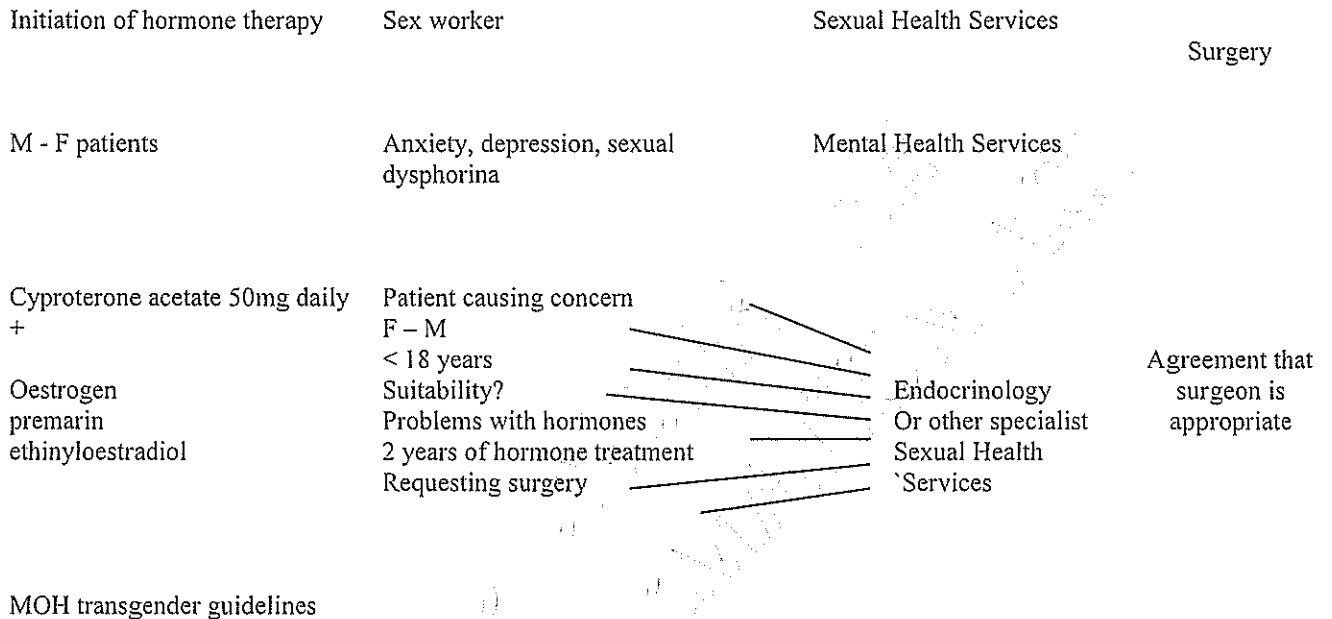 Initiation of hormone therapy
Sex worker
Sexual Health Services
Surgery
M - F patients
Anxiety, depression, sexual
dysphorina
Mental Health Services
Cyproterone acetate 50mg daily
+
Oestrogen
premarin
ethinyloestradiol
Patient causing concern
F – M
< 18 years
Suitability?
Problems with hormones
2 years of hormone treatment
Requesting surgery
Endocrinology
Or other specialist
Sexual Health
`Services
Agreement that
surgeon is
appropriate
MOH transgender guidelines